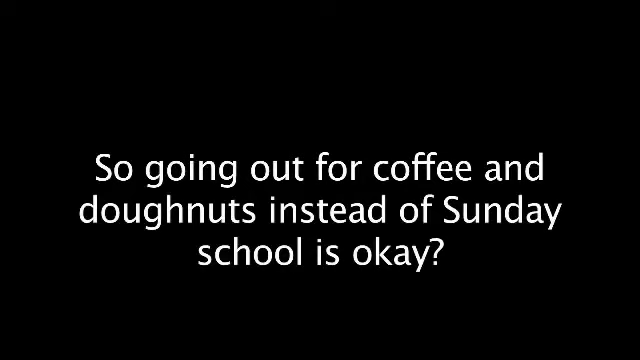 So going out for coffee and
doughnuts instead of Sunday
school is okay?